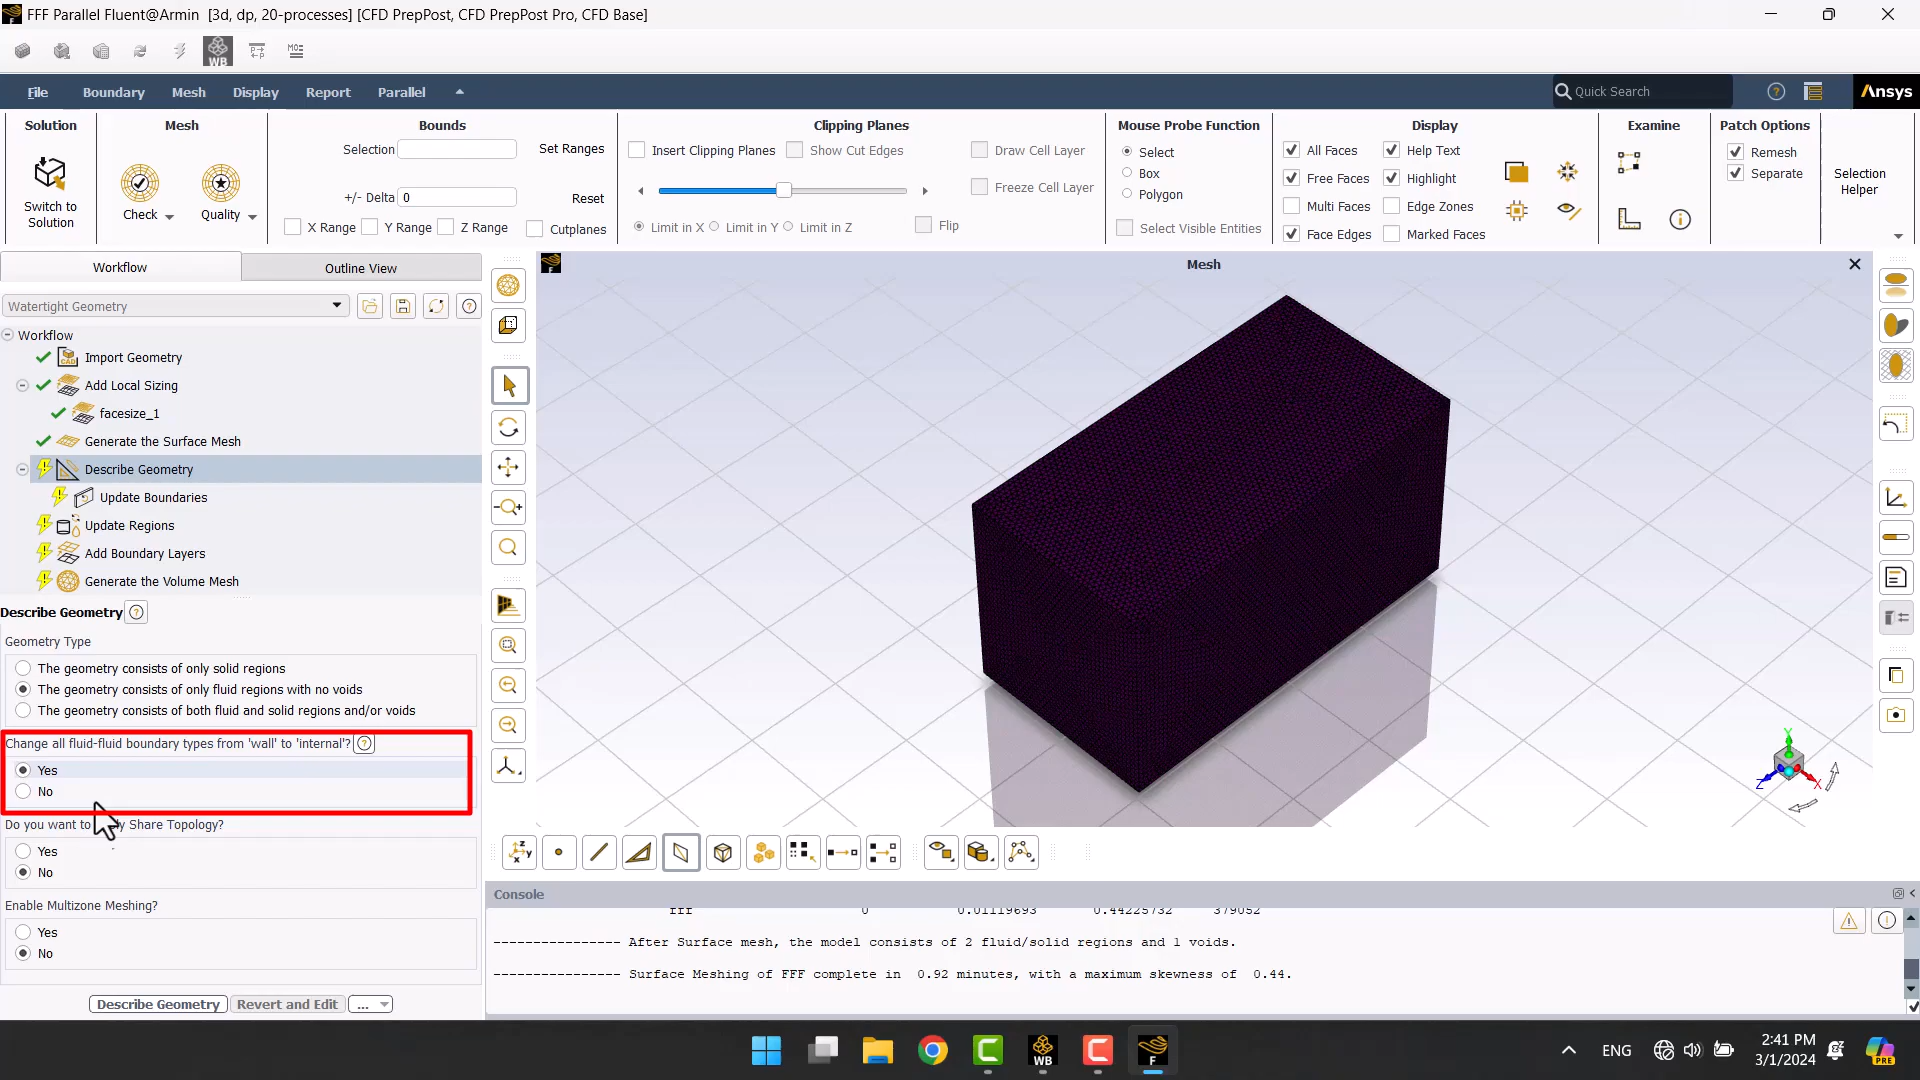 FFF Parallel Fluent@Armin [3d, dp, 20-processes] [CFD PrepPost, CFD PrepPost Pro, CFD Base]
WB
File Boundary Mesh Display Report Parallel
Quick Search
Ansys
Solution
Switch to
Solution
Mesh
Check
Quality
Bounds
Selection
Set Ranges
+/- Delta 0
Reset
X Range Y Range Z Range Cutplanes
Clipping Planes
Insert Clipping Planes Show Cut Edges Draw Cell Layer
Freeze Cell Layer
Limit in X Limit in Y Limit in Z Flip
Mouse Probe Function
Select
Box
Polygon
Select Visible Entities
Display
All Faces Help Text
Free Faces Highlight
Multi Faces Edge Zones
Face Edges Marked Faces
Examine
Patch Options
Remesh
Separate
Selection
Helper
Workflow Outline View
Watertight Geometry
Workflow
Import Geometry
Add Local Sizing
facesize_1
Generate the Surface Mesh
Describe Geometry
Update Boundaries
Update Regions
Add Boundary Layers
Generate the Volume Mesh
Describe Geometry
Geometry Type
The geometry consists of only solid regions
The geometry consists of only fluid regions with no voids
The geometry consists of both fluid and solid regions and/or voids
Change all fluid-fluid boundary types from 'wall' to 'internal'?
Yes
No
Do you want to Share Topology?
Yes
No
Enable Multizone Meshing?
Yes
No
Describe Geometry Revert and Edit ...
Mesh
Y
Z X
Console
fff 0 0.01119693 0.44225732 379052
---------------- After Surface mesh, the model consists of 2 fluid/solid regions and 1 voids.
---------------- Surface Meshing of FFF complete in 0.92 minutes, with a maximum skewness of 0.44.
WB
F
ENG
2:41 PM
3/1/2024
PRE